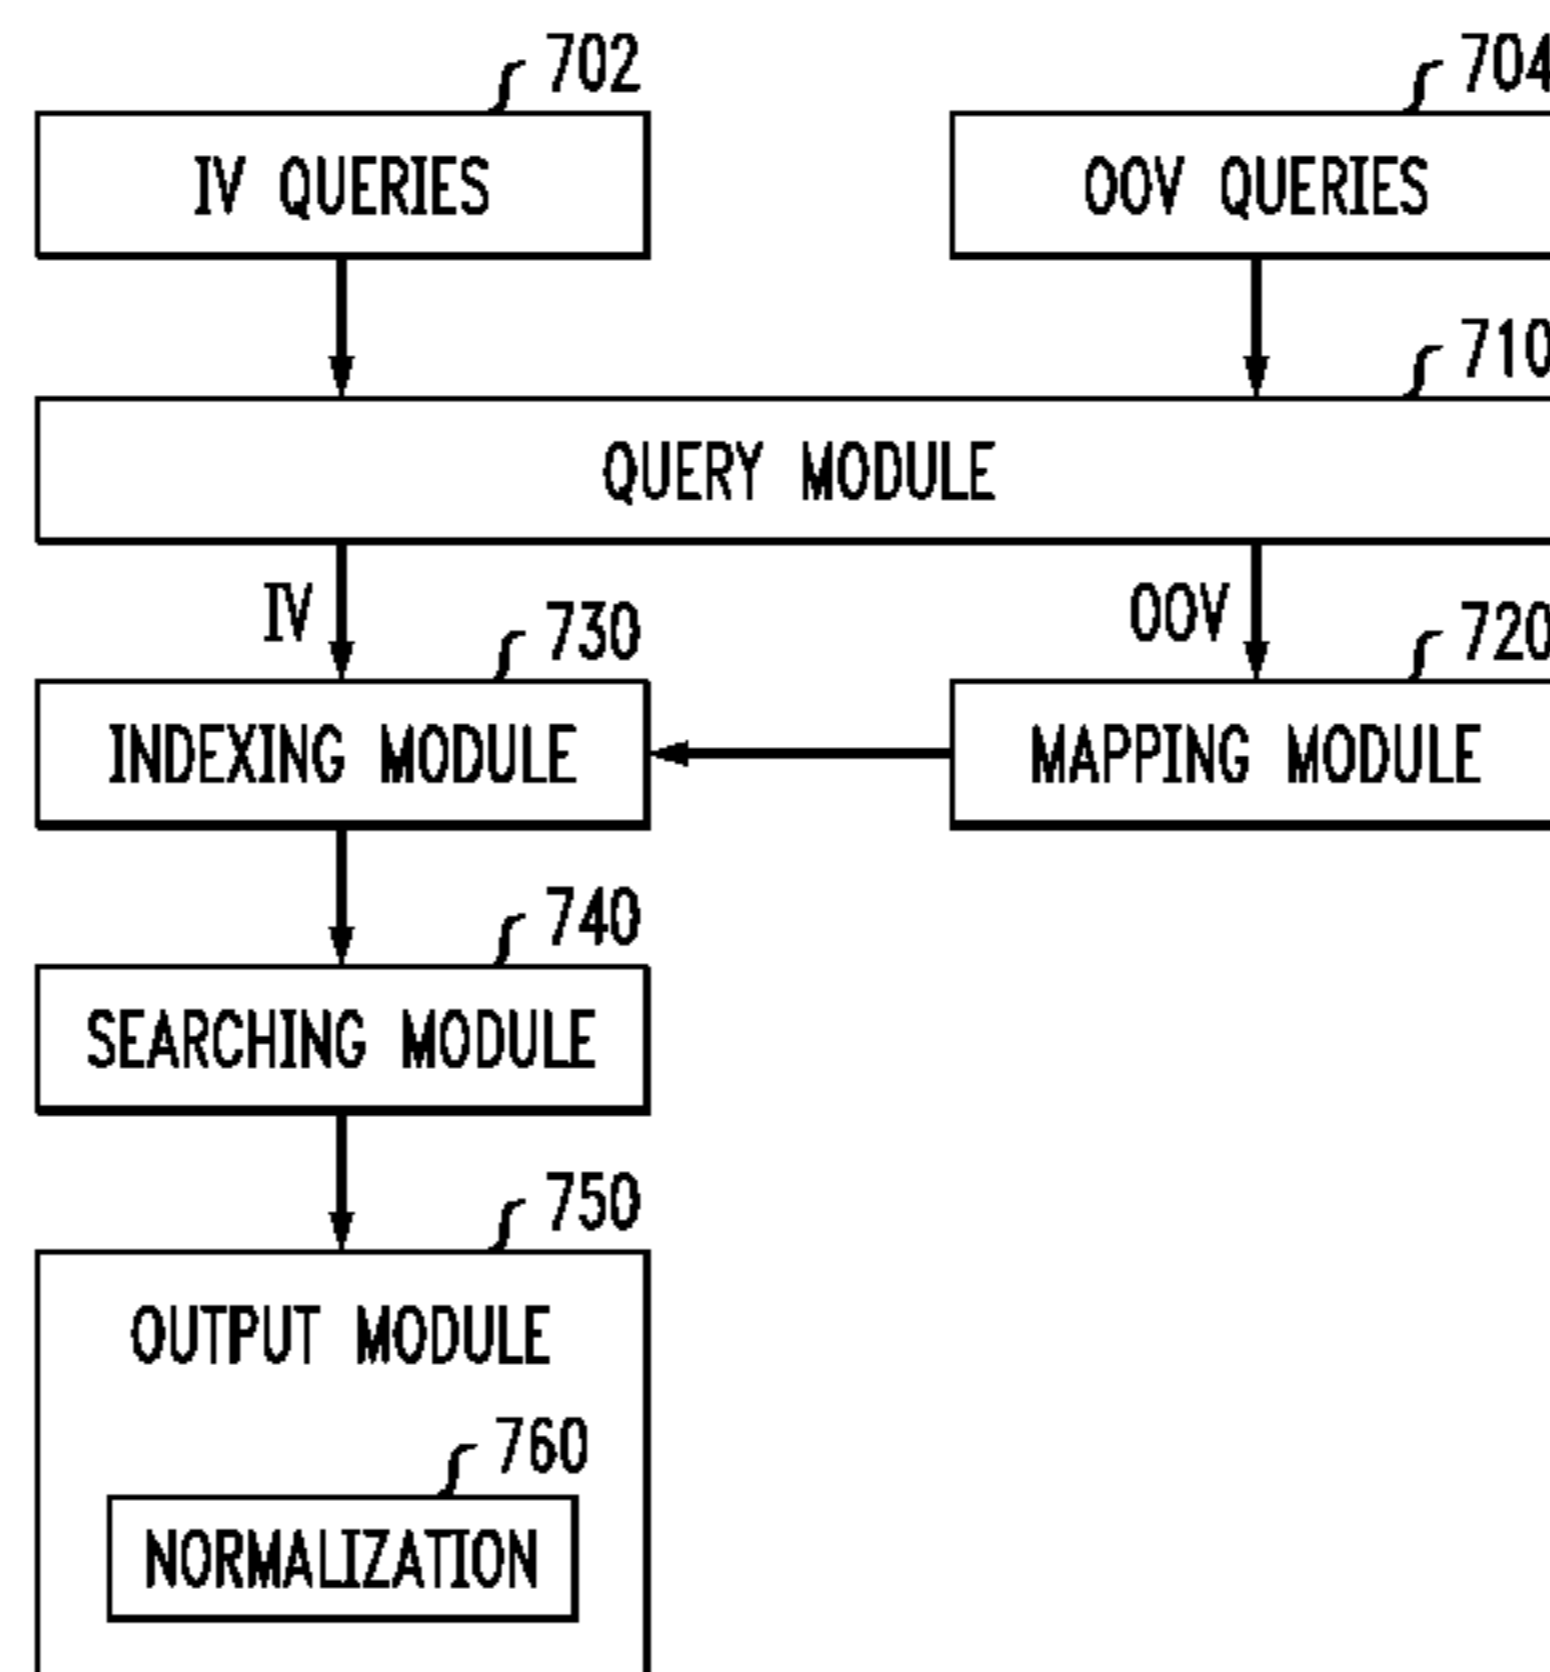 702
704
IV QUERIES
OOV QUERIES
710
QUERY MODULE
IV
730
OOV
720
INDEXING MODULE
MAPPING MODULE
740
SEARCHING MODULE
750
OUTPUT MODULE
760
NORMALIZATION